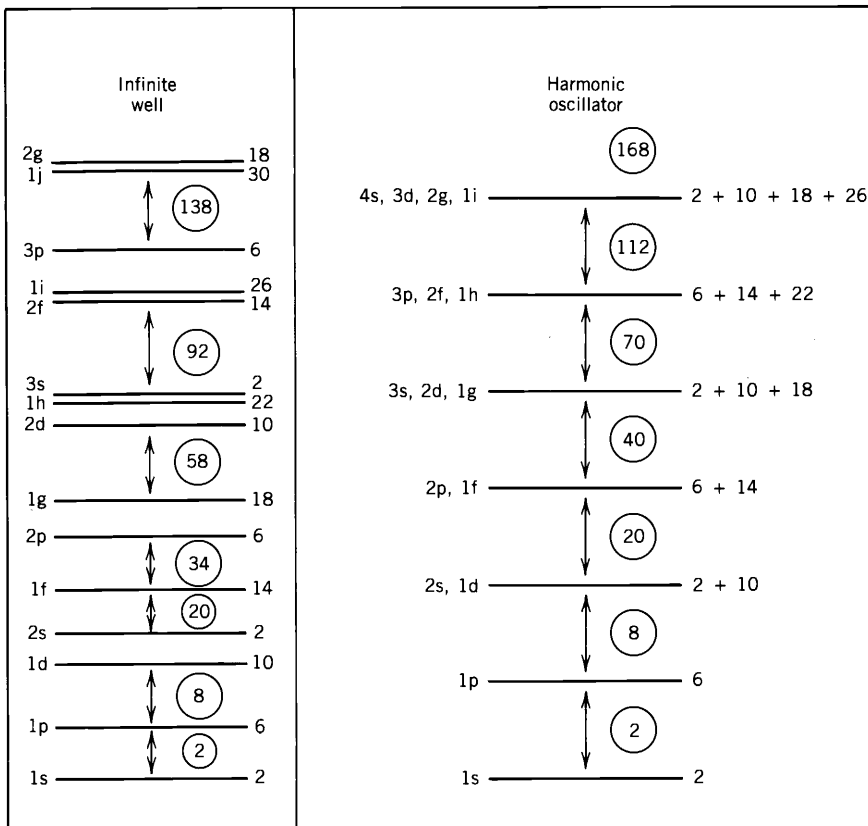 Infinite
well
2g 18
1j 30
138
3p 6
1i 26
2f 14
92
3s 2
1h 22
2d 10
58
1g 18
2p 6
34
1f 14
20
2s 2
1d 10
8
1p 6
2
1s 2
Harmonic
oscillator
168
4s, 3d, 2g, 1i 2 + 10 + 18 + 26
112
3p, 2f, 1h 6 + 14 + 22
70
3s, 2d, 1g 2 + 10 + 18
40
2p, 1f 6 + 14
20
2s, 1d 2 + 10
8
1p 6
2
1s 2